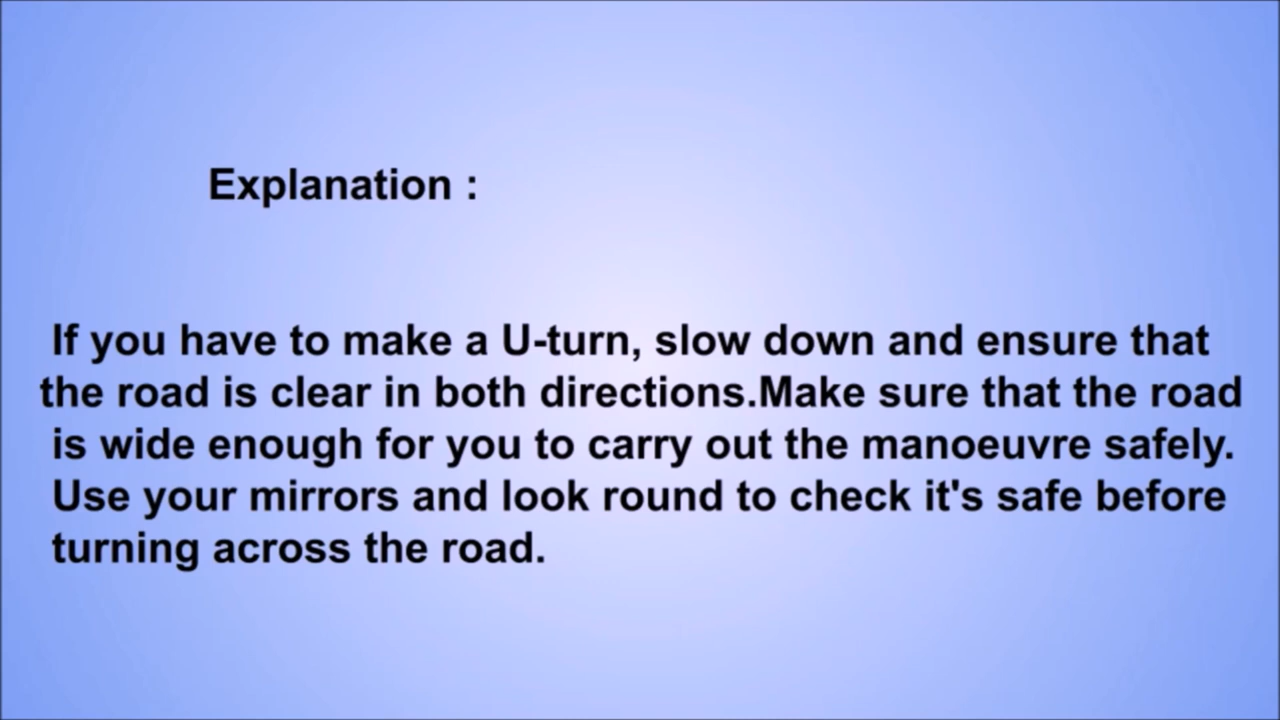 Explanation :
If you have to make a U-turn, slow down and ensure that
the road is clear in both directions.Make sure that the road
is wide enough for you to carry out the manoeuvre safely.
Use your mirrors and look round to check it's safe before
turning across the road.